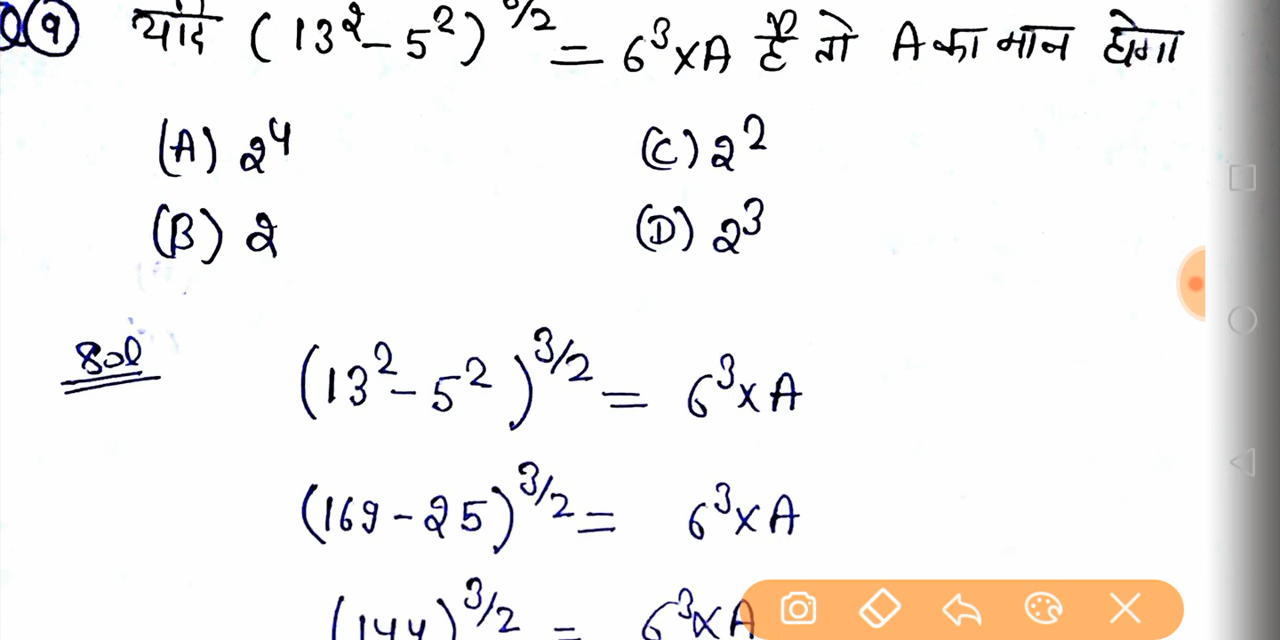 Q 9 यदि (13²-5²)^3/2 = 6³×A है तो A का मान होगा
(A) 2⁴ (C) 2²
(B) 2 (D) 2³
Sol (13²-5²)^3/2 = 6³×A
(169-25)^3/2 = 6³×A
(144)^3/2 = 6³×A